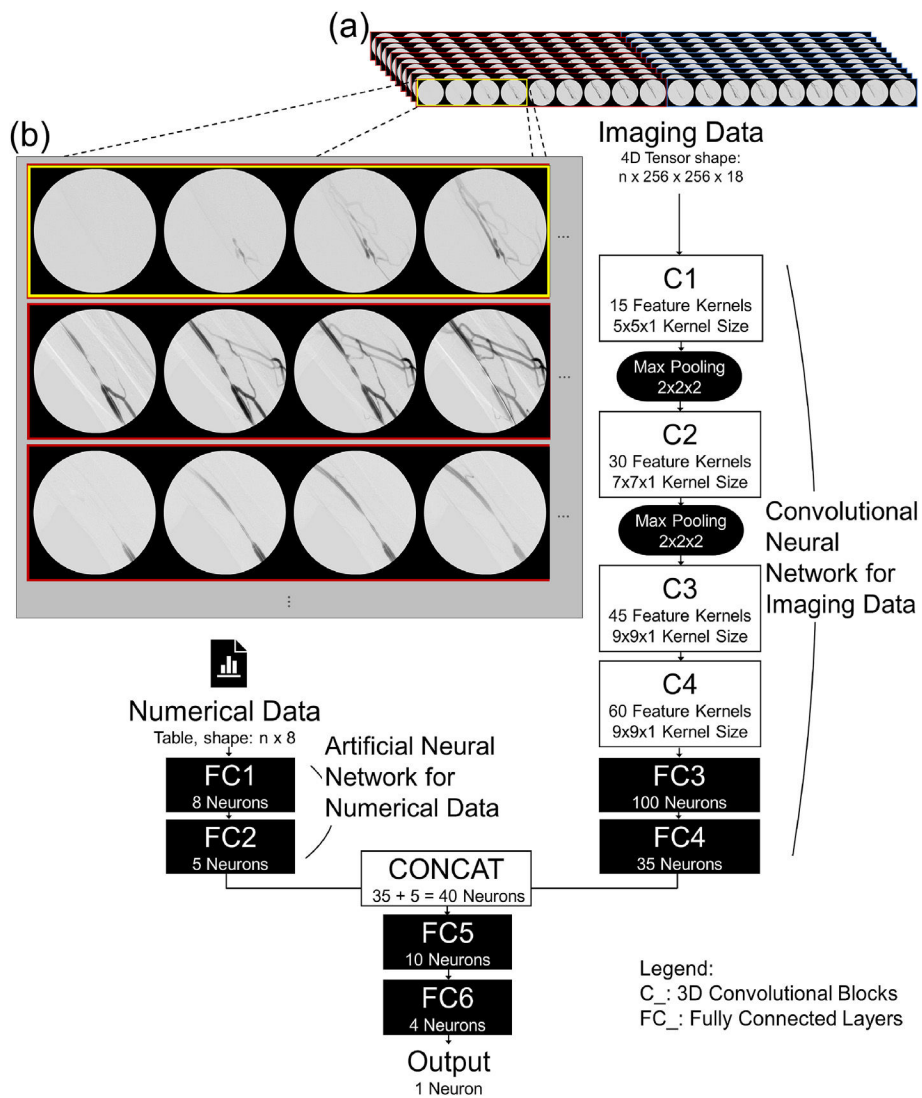 (a)
(b)
Imaging Data
4D Tensor shape:
n x 256 x 256 x 18
C1
15 Feature Kernels
5x5x1 Kernel Size
Max Pooling
2x2x2
C2
30 Feature Kernels
7x7x1 Kernel Size
Max Pooling
2x2x2
C3
45 Feature Kernels
9x9x1 Kernel Size
C4
60 Feature Kernels
9x9x1 Kernel Size
FC3
100 Neurons
FC4
35 Neurons
Convolutional
Neural
Network for
Imaging Data
...
...
...
...
Numerical Data
Table, shape: n x 8
FC1
8 Neurons
FC2
5 Neurons
Artificial Neural
Network for
Numerical Data
CONCAT
35 + 5 = 40 Neurons
FC5
10 Neurons
FC6
4 Neurons
Output
1 Neuron
Legend:
C_: 3D Convolutional Blocks
FC_: Fully Connected Layers